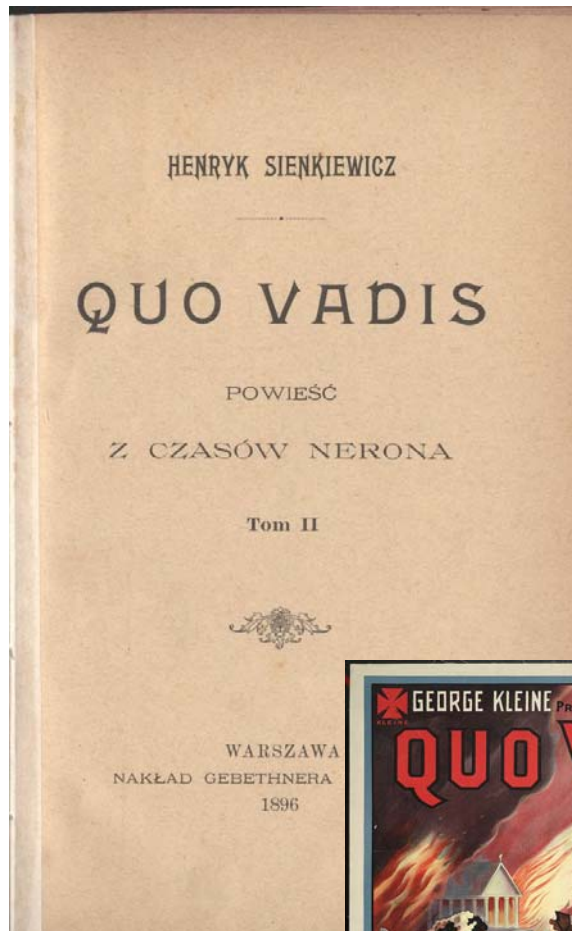 HENRYK SIENKIEWICZ
QUO VADIS
POWIEŚĆ
Z CZASÓW NERONA
Tom II
WARSZAWA
NAKŁAD GEBETHNERA
1896
GEORGE KLEINE
KLEINE
QUO